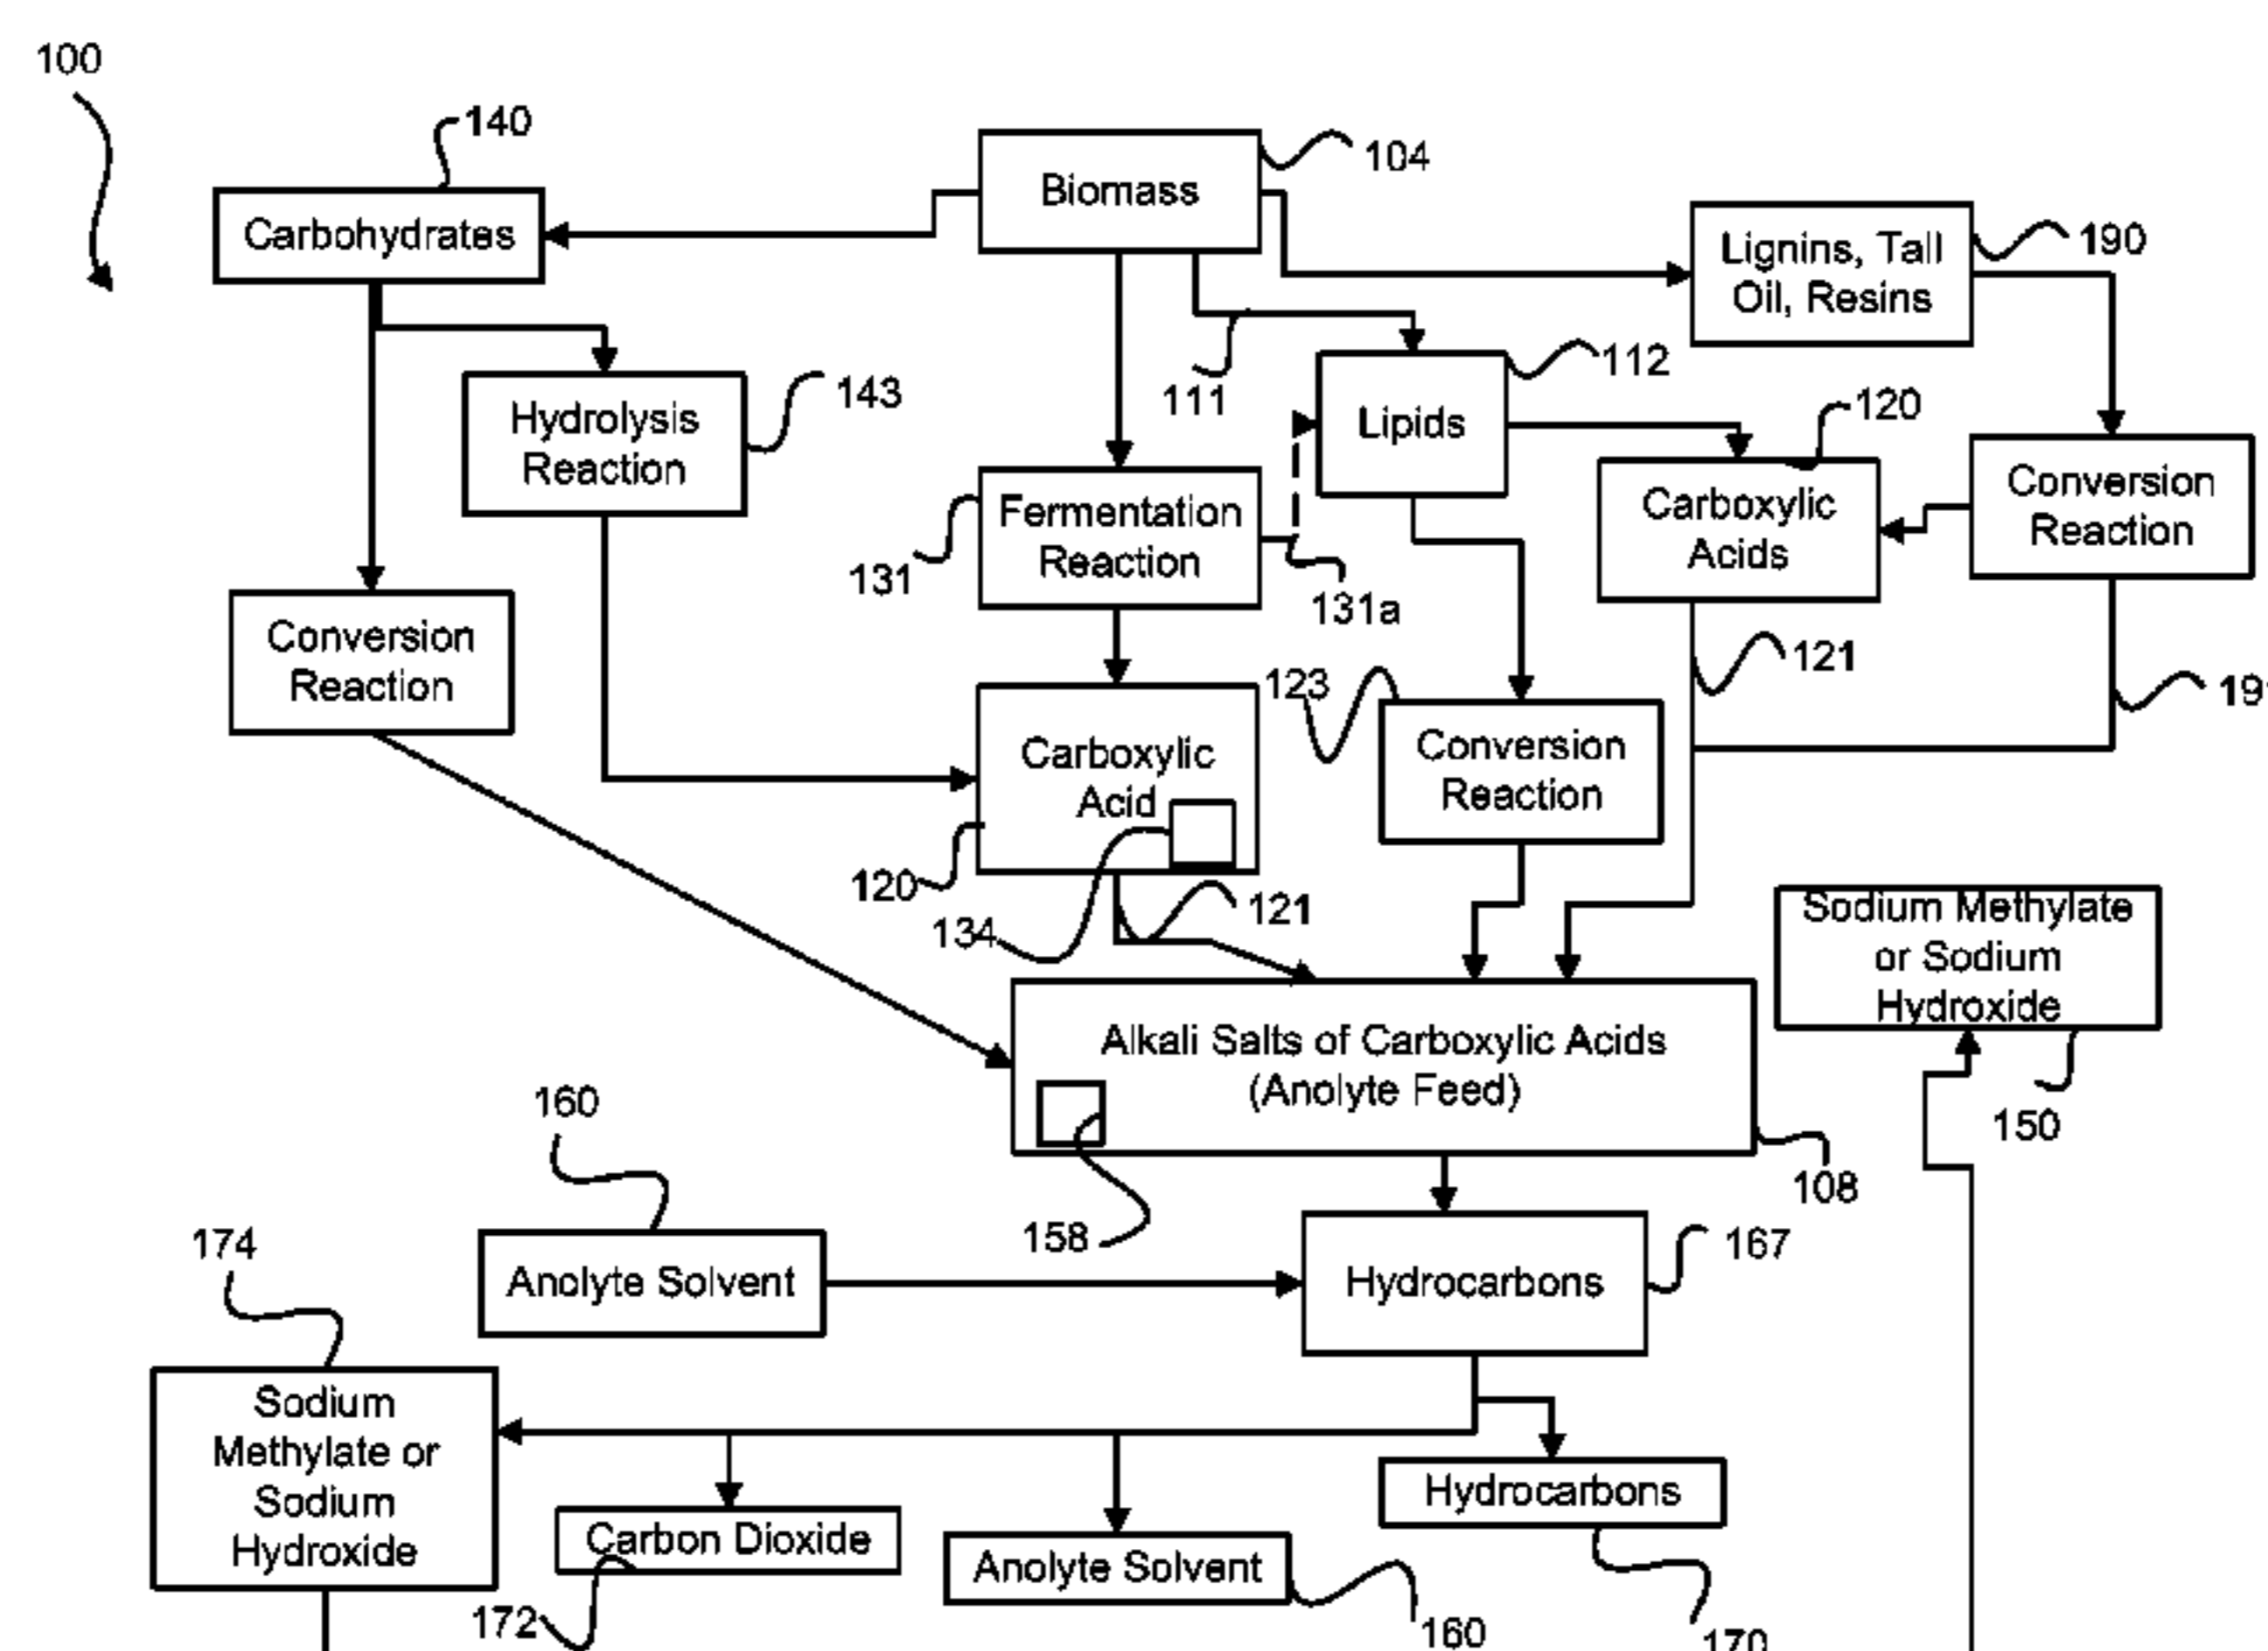 100
140
104
Biomass
Carbohydrates
190
Lignins, Tall
Oil, Resins
112
111
143
Hydrolysis
Reaction
Lipids
120
Carboxylic
Acids
Conversion
Reaction
Fermentation
Reaction
131
131a
Conversion
Reaction
121
123
Carboxylic
Acid
Conversion
Reaction
120
134
121
Sodium Methylate
or Sodium
Hydroxide
150
Alkali Salts of Carboxylic Acids
(Anolyte Feed)
108
158
160
174
Anolyte Solvent
Hydrocarbons
167
Sodium
Methylate or
Sodium
Hydroxide
Carbon Dioxide
172
Anolyte Solvent
160
Hydrocarbons
170